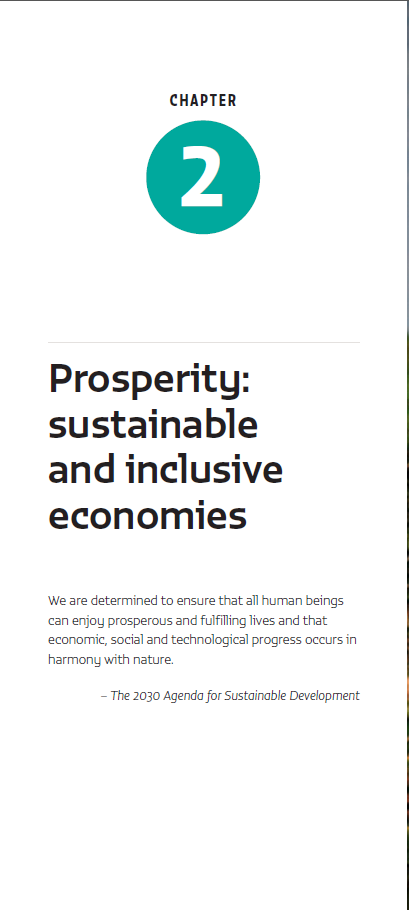 CHAPTER
2
Prosperity:
sustainable
and inclusive
economies
We are determined to ensure that all human beings
can enjoy prosperous and fulfilling lives and that
economic, social and technological progress occurs in
harmony with nature.
– The 2030 Agenda for Sustainable Development